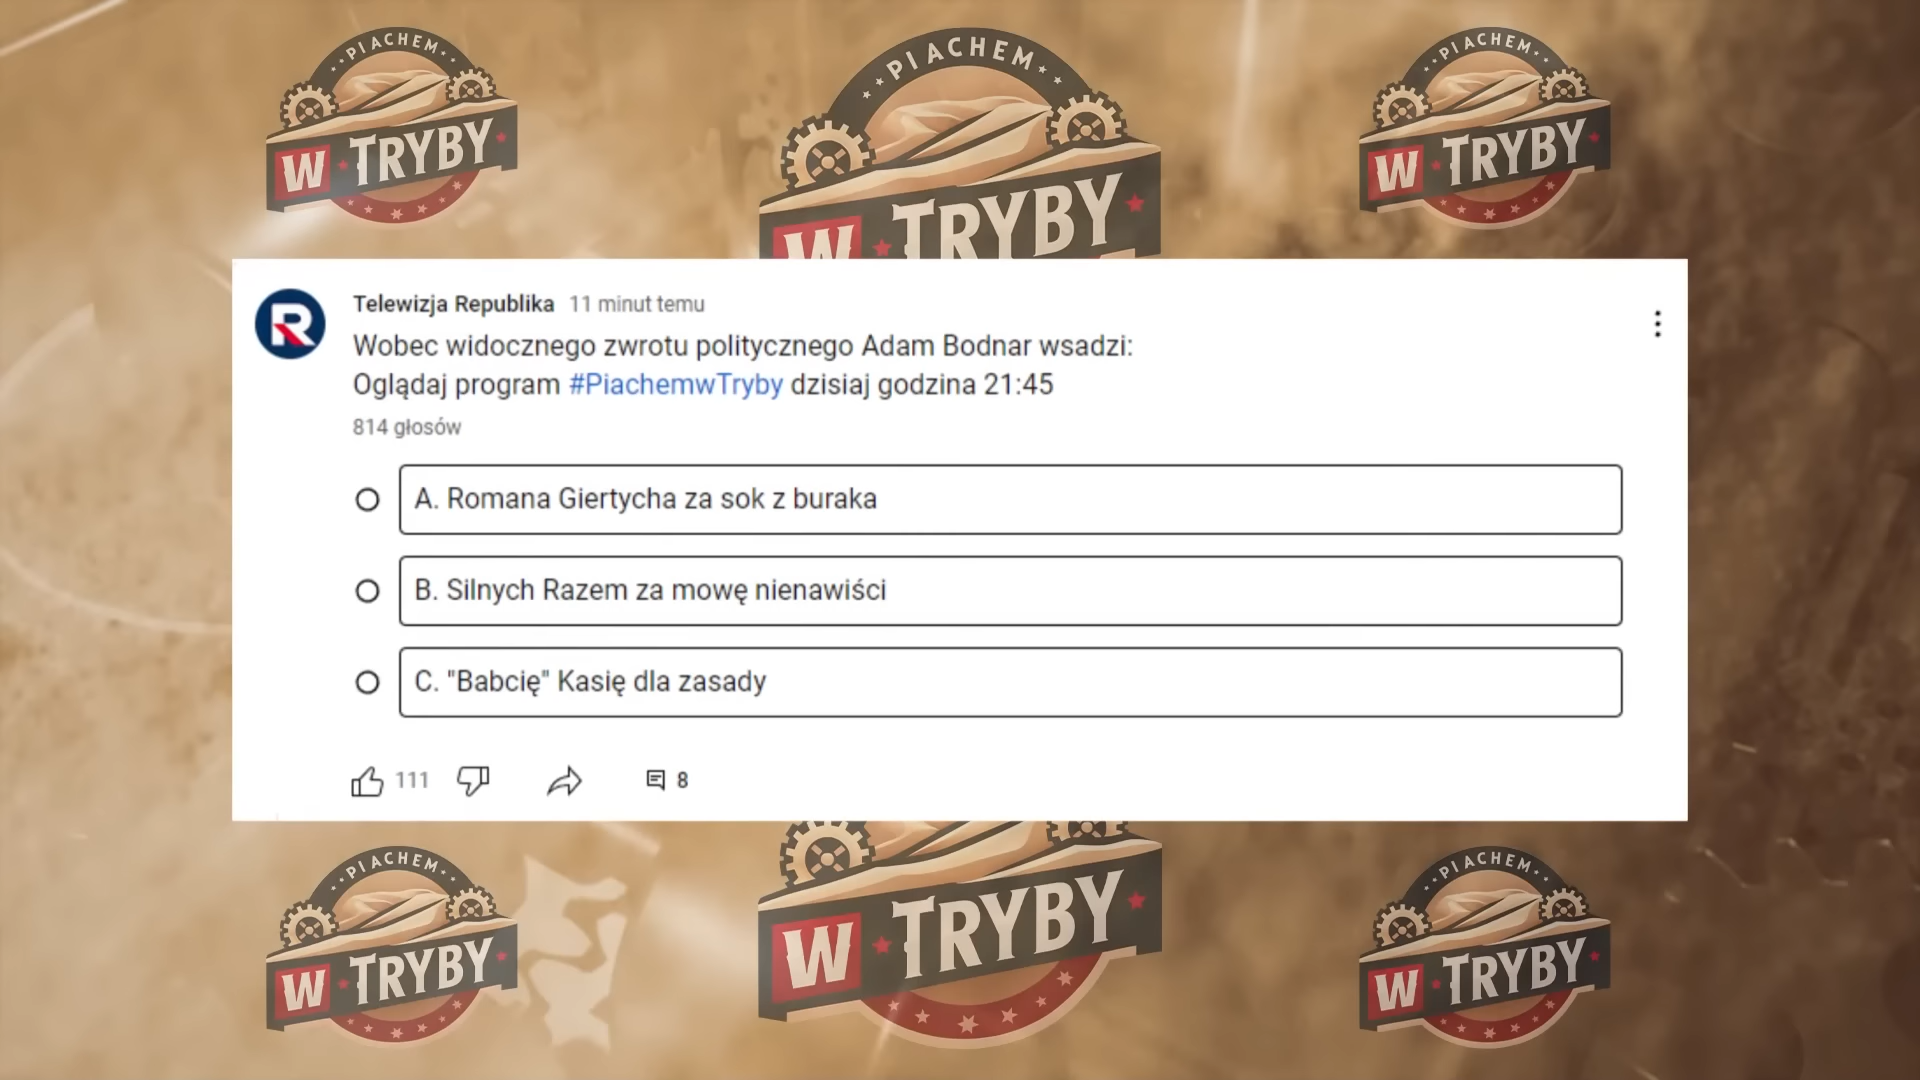 PIACHEM
W TRYBY
PIACHEM
W TRYBY
PIACHEM
W TRYBY
Telewizja Republika 11 minut temu
Wobec widocznego zwrotu politycznego Adam Bodnar wsadzi:
Oglądaj program #PiachemwTryby dzisiaj godzina 21:45
814 głosów
A. Romana Giertycha za sok z buraka
B. Silnych Razem za mowę nienawiści
C. "Babcię" Kasię dla zasady
111 8
PIACHEM
W TRYBY
W TRYBY
PIACHEM
W TRYBY